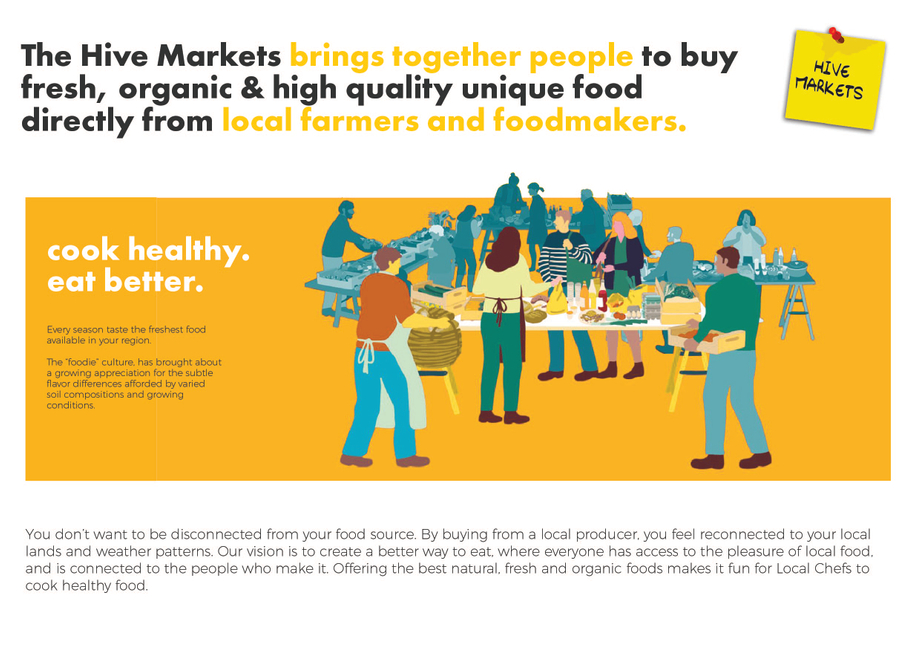 The Hive Markets brings together people to buy
fresh, organic & high quality unique food
directly from local farmers and foodmakers.
HIVE
MARKETS
cook healthy.
eat better.
Every season taste the freshest food
available in your region.
The "foodie" culture, has brought about
a growing appreciation for the subtle
flavor differences afforded by varied
soil compositions and growing
conditions.
You don't want to be disconnected from your food source. By buying from a local producer, you feel reconnected to your local
lands and weather patterns. Our vision is to create a better way to eat, where everyone has access to the pleasure of local food,
and is connected to the people who make it. Offering the best natural, fresh and organic foods makes it fun for Local Chefs to
cook healthy food.